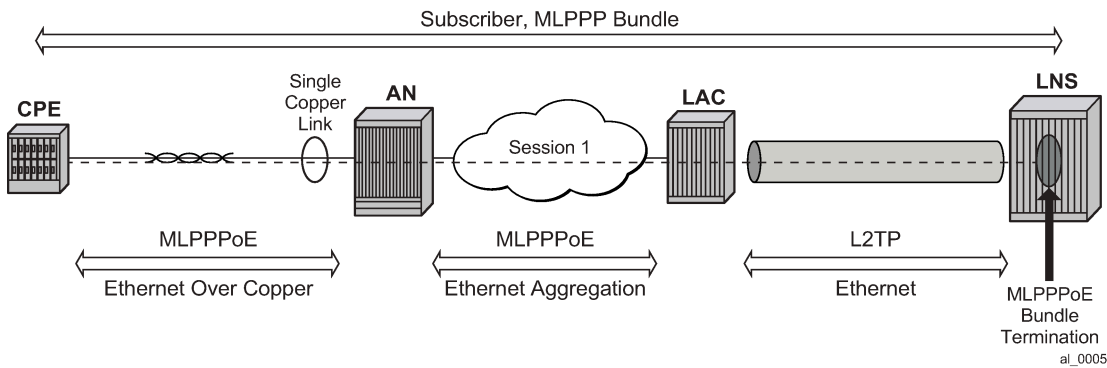 Subscriber, MLPPP Bundle
CPE
Single
Copper
Link
AN
Session 1
LAC
LNS
MLPPPoE
Ethernet Over Copper
MLPPPoE
Ethernet Aggregation
L2TP
Ethernet
MLPPPoE
Bundle
Termination
al_0005